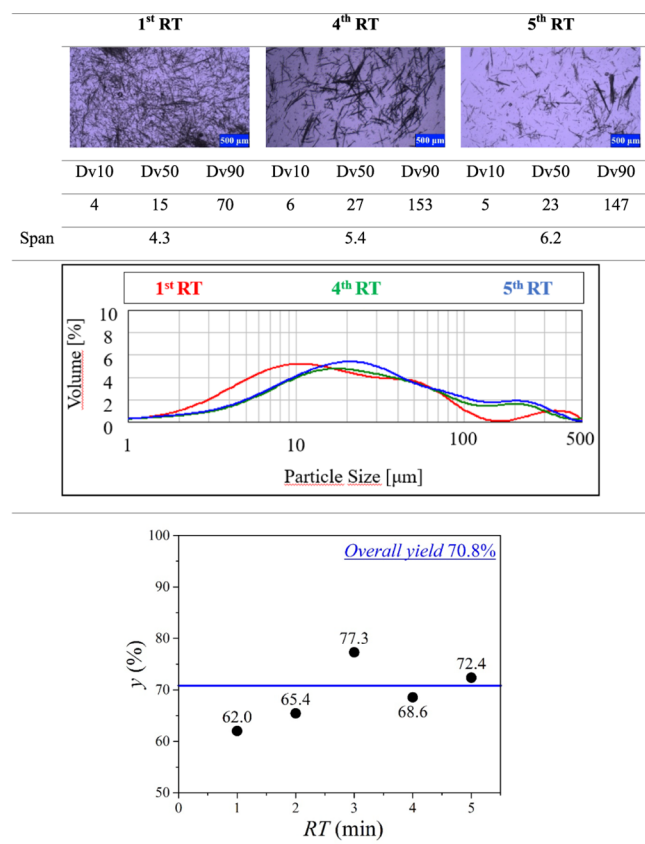 1st RT 4th RT 5th RT
500 µm 500 µm 500 µm
Dv10 Dv50 Dv90 Dv10 Dv50 Dv90 Dv10 Dv50 Dv90
4 15 70 6 27 153 5 23 147
Span 4.3 5.4 6.2
1st RT 4th RT 5th RT
10
8
6
4
2
0
Volume [%]
1 10 100 500
Particle Size [µm]
100
90
80
70
60
50
y (%)
Overall yield 70.8%
77.3
72.4
65.4
68.6
62.0
0 1 2 3 4 5
RT (min)